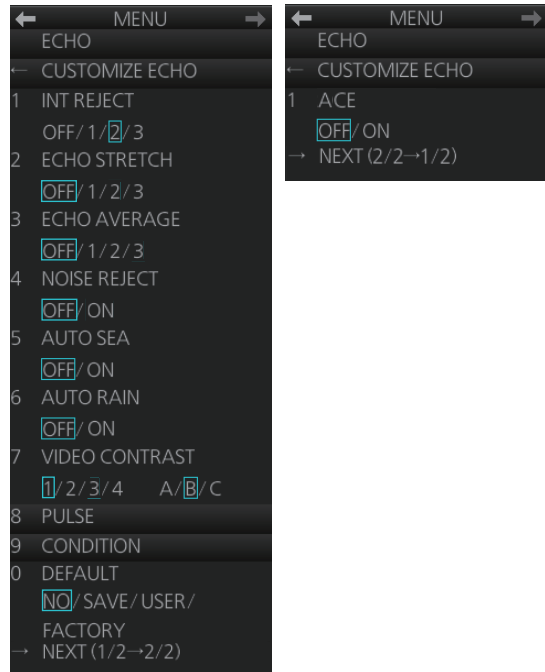 ← MENU →
ECHO
← CUSTOMIZE ECHO
1 INT REJECT
OFF/1/2/3
2 ECHO STRETCH
OFF/1/2/3
3 ECHO AVERAGE
OFF/1/2/3
4 NOISE REJECT
OFF/ON
5 AUTO SEA
OFF/ON
6 AUTO RAIN
OFF/ON
7 VIDEO CONTRAST
1/2/3/4 A/B/C
8 PULSE
9 CONDITION
0 DEFAULT
NO/SAVE/USER/
FACTORY
→ NEXT (1/2→2/2)
← MENU →
ECHO
← CUSTOMIZE ECHO
1 ACE
OFF/ON
→ NEXT (2/2→1/2)